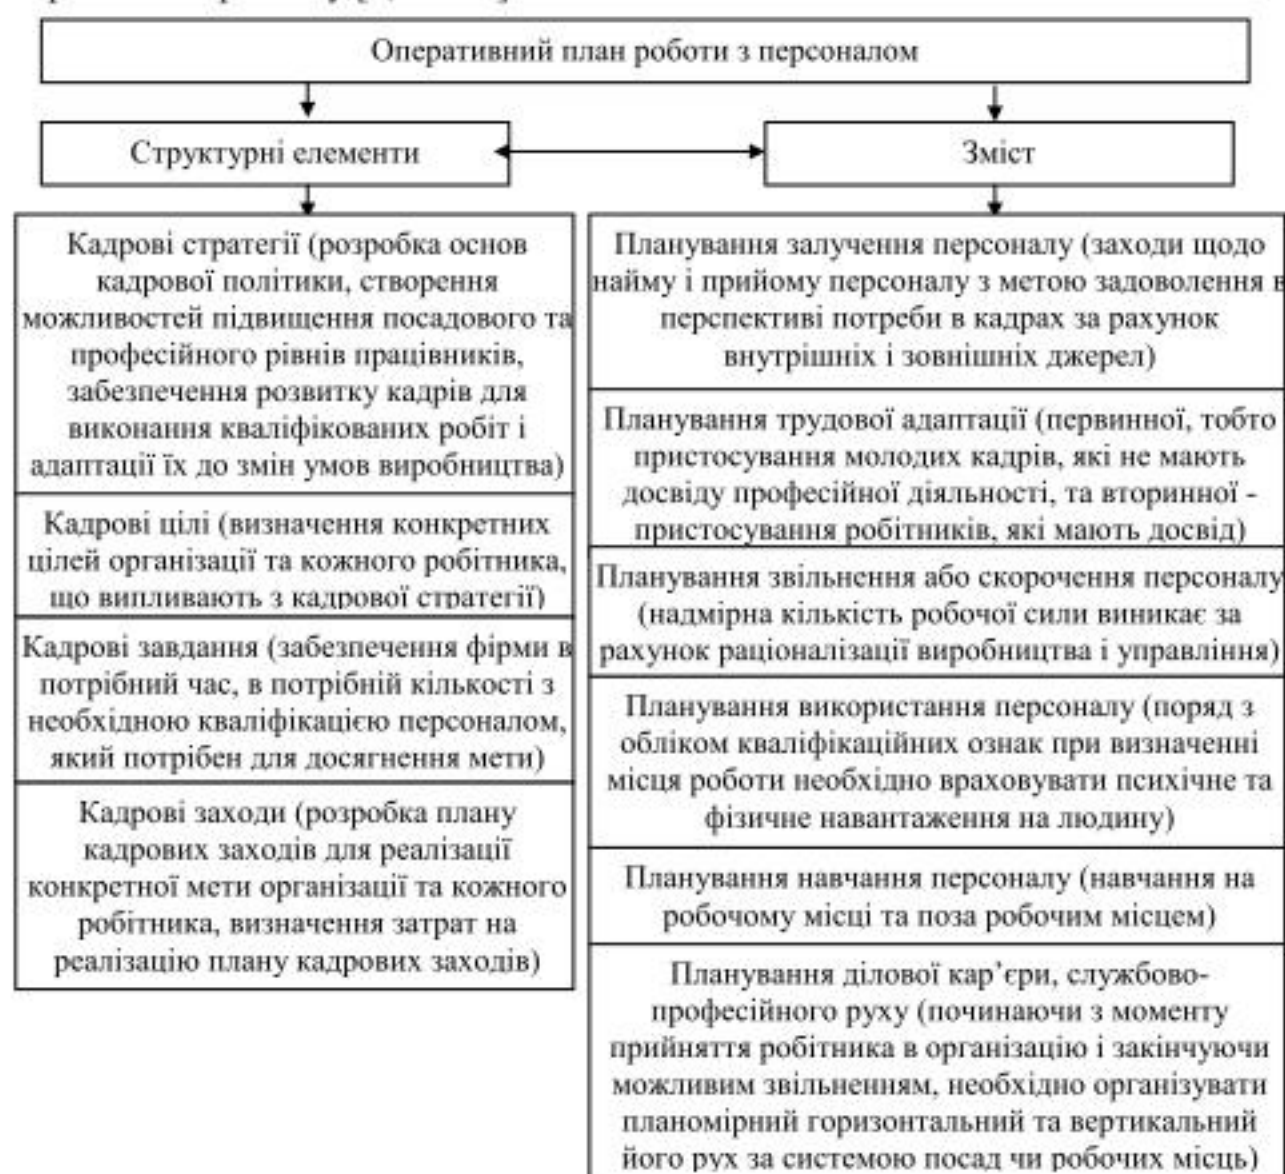 Оперативний план роботи з персоналом
Структурні елементи
Зміст
Кадрові стратегії (розробка основ
кадрової політики, створення
можливостей підвищення посадового та
професійного рівнів працівників,
забезпечення розвитку кадрів для
виконання кваліфікованих робіт і
адаптації їх до змін умов виробництва)
Кадрові цілі (визначення конкретних
цілей організації та кожного робітника,
що випливають з кадрової стратегії)
Кадрові завдання (забезпечення фірми в
потрібний час, в потрібній кількості з
необхідною кваліфікацією персоналом,
який потрібен для досягнення мети)
Кадрові заходи (розробка плану
кадрових заходів для реалізації
конкретної мети організації та кожного
робітника, визначення затрат на
реалізацію плану кадрових заходів)
Планування залучення персоналу (заходи щодо
найму і прийому персоналу з метою задоволення в
перспективі потреби в кадрах за рахунок
внутрішніх і зовнішніх джерел)
Планування трудової адаптації (первинної, тобто
пристосування молодих кадрів, які не мають
досвіду професійної діяльності, та вторинної -
пристосування робітників, які мають досвід)
Планування звільнення або скорочення персоналу
(надмірна кількість робочої сили виникає за
рахунок раціоналізації виробництва і управління)
Планування використання персоналу (поряд з
обліком кваліфікаційних ознак при визначенні
місця роботи необхідно враховувати психічне та
фізичне навантаження на людину)
Планування навчання персоналу (навчання на
робочому місці та поза робочим місцем)
Планування ділової кар’єри, службово-
професійного руху (починаючи з моменту
прийняття робітника в організацію і закінчуючи
можливим звільненням, необхідно організувати
планомірний горизонтальний та вертикальний
його рух за системою посад чи робочих місць)